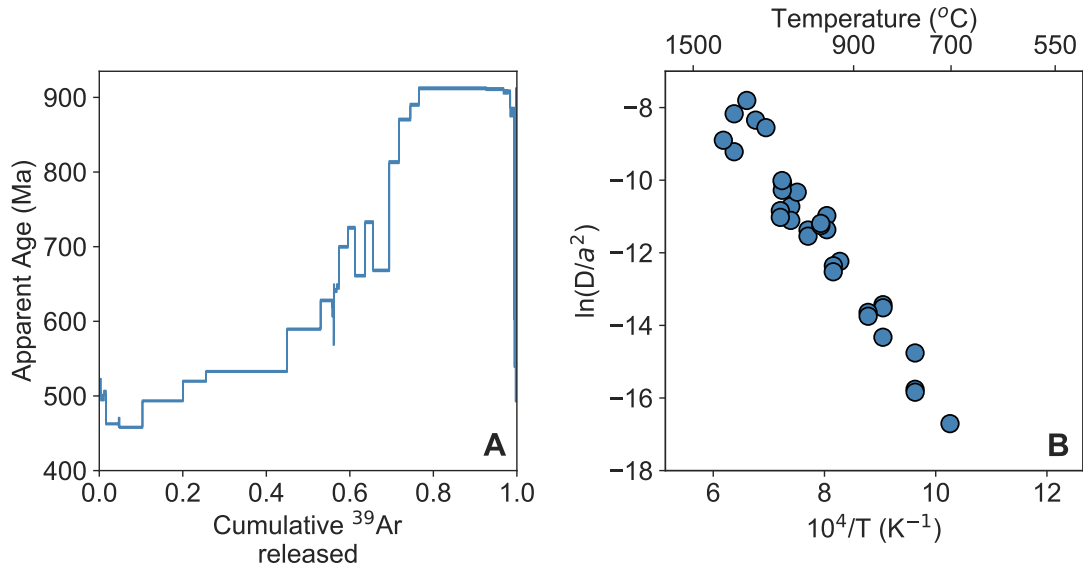 Apparent Age (Ma)
900
800
700
600
500
400
0.0 0.2 0.4 0.6 0.8 1.0
Cumulative ³⁹Ar
released
A
Temperature (°C)
1500 900 700 550
ln(D/a²)
−8
−10
−12
−14
−16
−18
6 8 10 12
10⁴/T (K⁻¹)
B